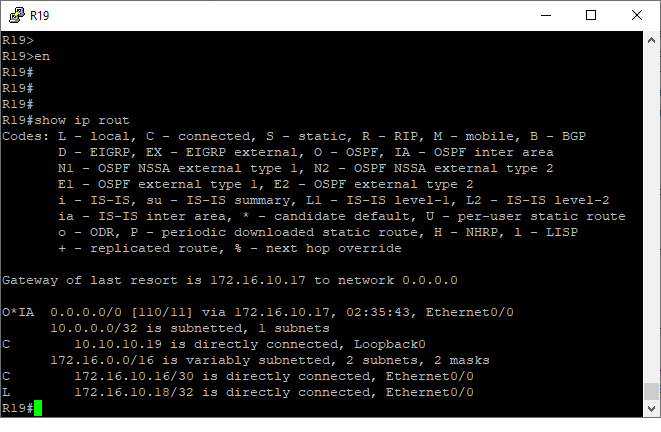 R19
R19>
R19>en
R19#
R19#
R19#
R19#show ip rout
Codes: L - local, C - connected, S - static, R - RIP, M - mobile, B - BGP
       D - EIGRP, EX - EIGRP external, O - OSPF, IA - OSPF inter area
       N1 - OSPF NSSA external type 1, N2 - OSPF NSSA external type 2
       E1 - OSPF external type 1, E2 - OSPF external type 2
       i - IS-IS, su - IS-IS summary, L1 - IS-IS level-1, L2 - IS-IS level-2
       ia - IS-IS inter area, * - candidate default, U - per-user static route
       o - ODR, P - periodic downloaded static route, H - NHRP, l - LISP
       + - replicated route, % - next hop override
Gateway of last resort is 172.16.10.17 to network 0.0.0.0
O*IA  0.0.0.0/0 [110/11] via 172.16.10.17, 02:35:43, Ethernet0/0
      10.0.0.0/32 is subnetted, 1 subnets
C        10.10.10.19 is directly connected, Loopback0
      172.16.0.0/16 is variably subnetted, 2 subnets, 2 masks
C        172.16.10.16/30 is directly connected, Ethernet0/0
L        172.16.10.18/32 is directly connected, Ethernet0/0
R19#